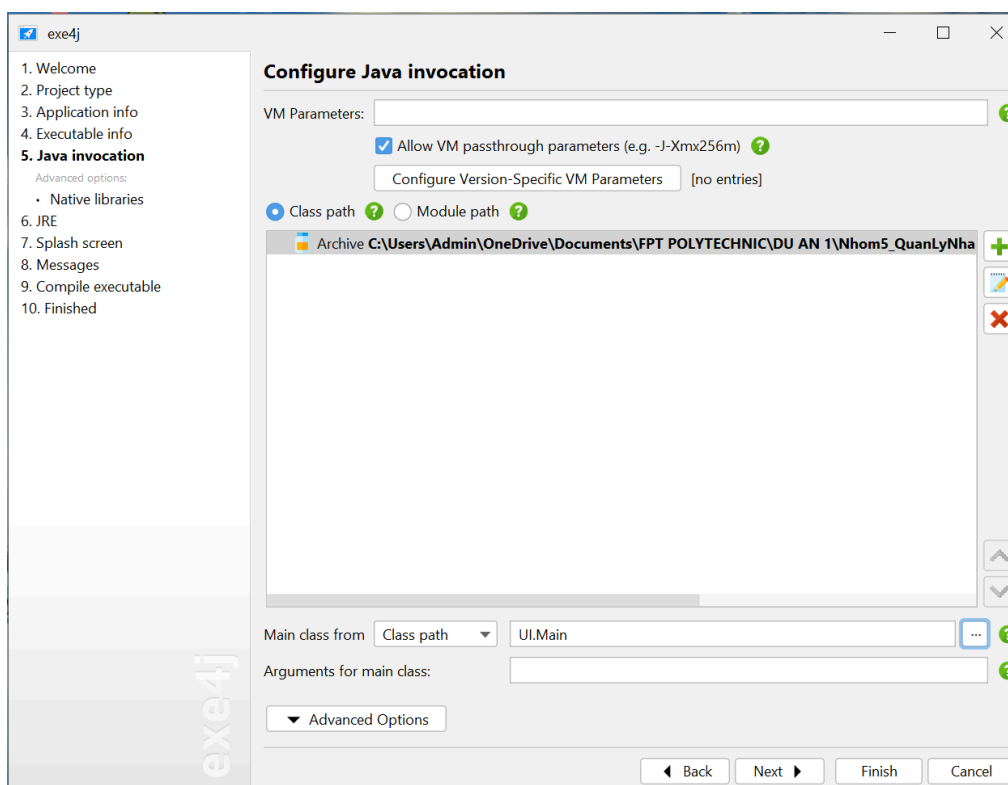 exe4j
1. Welcome
2. Project type
3. Application info
4. Executable info
5. Java invocation
Advanced options:
• Native libraries
6. JRE
7. Splash screen
8. Messages
9. Compile executable
10. Finished
exe4j
Configure Java invocation
VM Parameters:
Allow VM passthrough parameters (e.g. -J-Xmx256m)
Configure Version-Specific VM Parameters [no entries]
Class path Module path
Archive C:\Users\Admin\OneDrive\Documents\FPT POLYTECHNIC\DU AN 1\Nhom5_QuanLyNha
Main class from Class path UI.Main ...
Arguments for main class:
Advanced Options
Back Next Finish Cancel